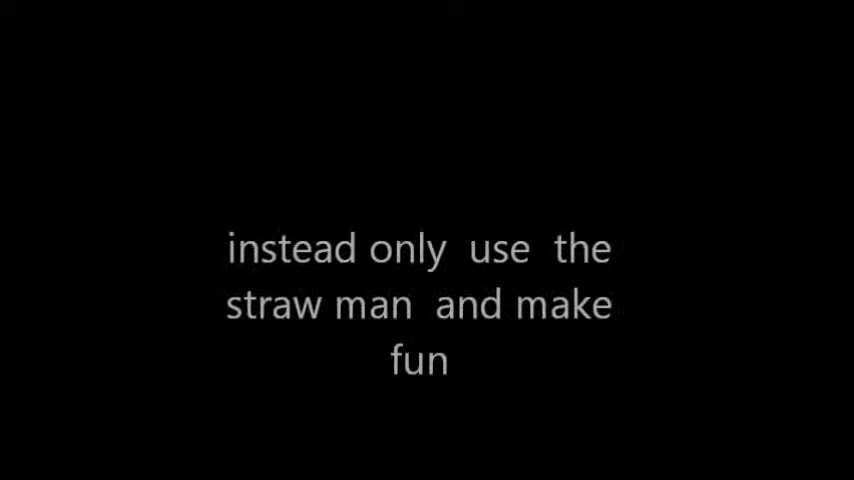 instead only  use  the
straw man  and make
fun